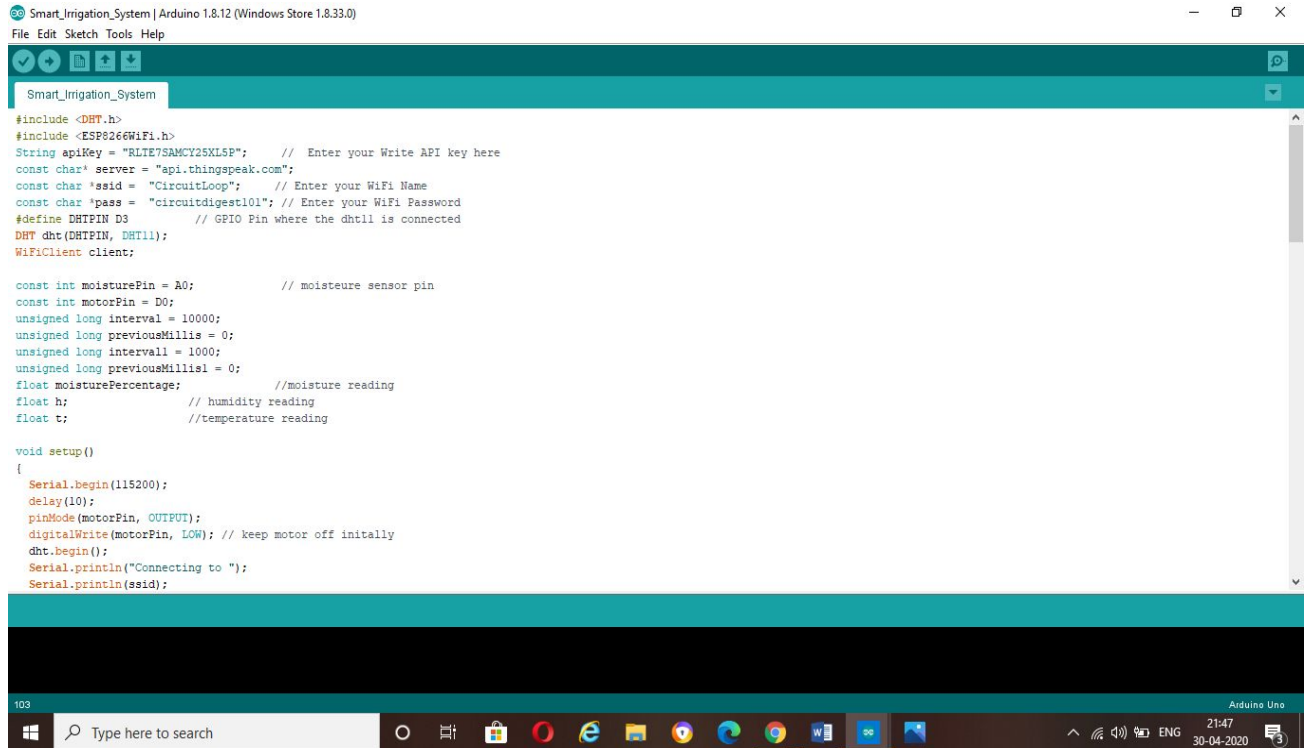 Smart_Irrigation_System | Arduino 1.8.12 (Windows Store 1.8.33.0)
File Edit Sketch Tools Help
Smart_Irrigation_System
#include <DHT.h>
#include <ESP8266WiFi.h>
String apiKey = "RLTE7SAMCY25XL5P";     //  Enter your Write API key here
const char* server = "api.thingspeak.com";
const char *ssid =  "CircuitLoop";     // Enter your WiFi Name
const char *pass =  "circuitdigest101"; // Enter your WiFi Password
#define DHTPIN D3          // GPIO Pin where the dht11 is connected
DHT dht(DHTPIN, DHT11);
WiFiClient client;
const int moisturePin = A0;             // moisteure sensor pin
const int motorPin = D0;
unsigned long interval = 10000;
unsigned long previousMillis = 0;
unsigned long interval1 = 1000;
unsigned long previousMillis1 = 0;
float moisturePercentage;              //moisture reading
float h;                  // humidity reading
float t;                  //temperature reading
void setup()
{
  Serial.begin(115200);
  delay(10);
  pinMode(motorPin, OUTPUT);
  digitalWrite(motorPin, LOW); // keep motor off initally
  dht.begin();
  Serial.println("Connecting to ");
  Serial.println(ssid);
103
Arduino Uno
Type here to search
ENG
21:47
30-04-2020
3